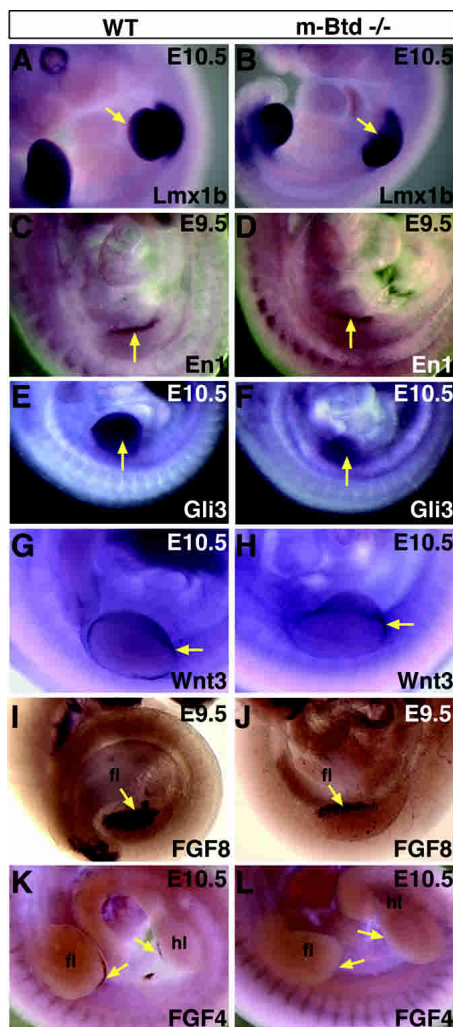 WT m-Btd -/-
A E10.5 B E10.5
Lmx1b Lmx1b
C E9.5 D E9.5
En1 En1
E E10.5 F E10.5
Gli3 Gli3
G E10.5 H E10.5
Wnt3 Wnt3
I E9.5 J E9.5
fl fl
FGF8 FGF8
K E10.5 L E10.5
hl
fl hl fl
FGF4 FGF4